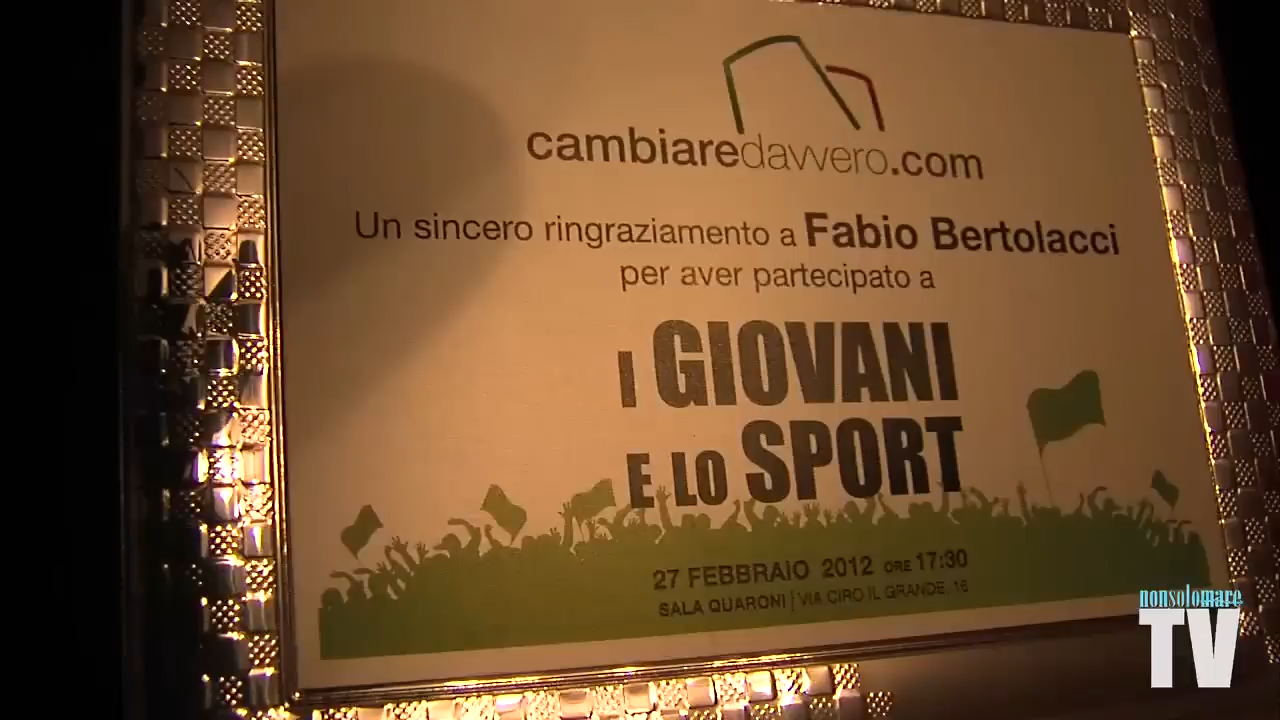 cambiaredavvero.com
Un sincero ringraziamento a Fabio Bertolacci
per aver partecipato a
I GIOVANI
E LO SPORT
27 FEBBRAIO 2012 ORE 17:30
SALA QUARONI | VIA CIRO IL GRANDE, 16
nonsolomare
TV